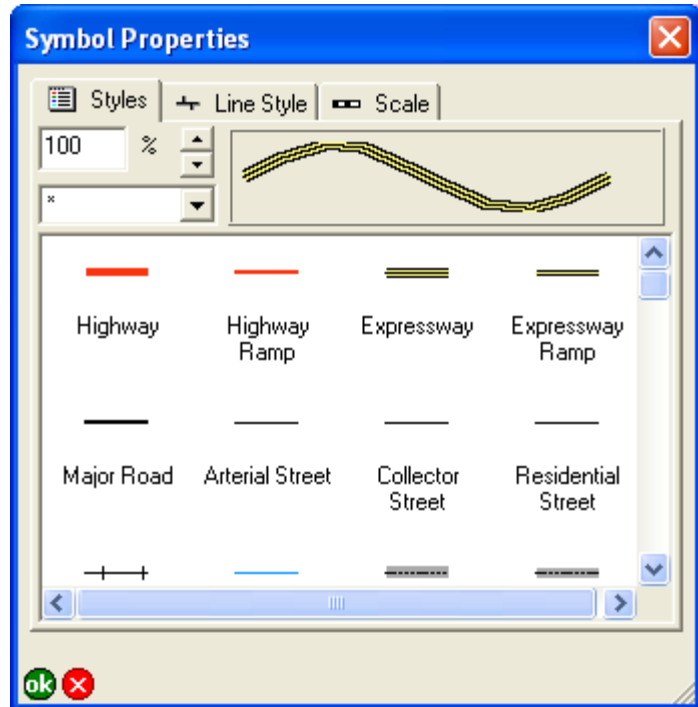 Symbol Properties
Styles
Line Style
Scale
100 %
*
Highway
Highway
Ramp
Expressway
Expressway
Ramp
Major Road
Arterial Street
Collector
Street
Residential
Street
ok